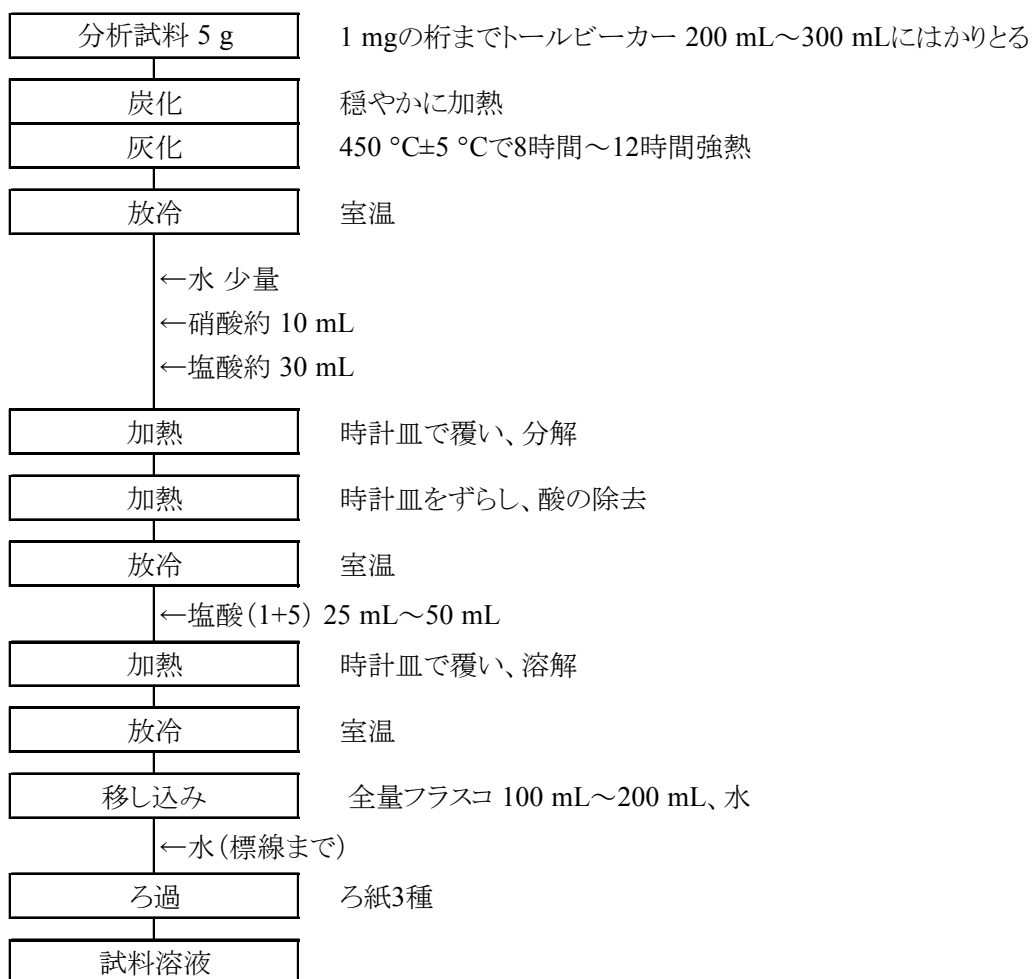 分析試料 5 g 1 mgの桁までトールビーカー 200 mL～300 mLにはかりとる
炭化 穏やかに加熱
灰化 450 °C±5 °Cで8時間～12時間強熱
放冷 室温
←水 少量
←硝酸約 10 mL
←塩酸約 30 mL
加熱 時計皿で覆い、分解
加熱 時計皿をずらし、酸の除去
放冷 室温
←塩酸（1+5） 25 mL～50 mL
加熱 時計皿で覆い、溶解
放冷 室温
移し込み 全量フラスコ 100 mL～200 mL、水
←水（標線まで）
ろ過 ろ紙3種
試料溶液